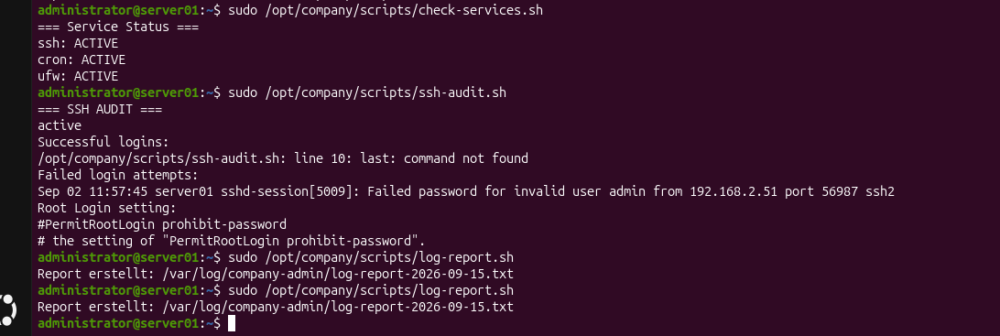 administrator@server01:~$ sudo /opt/company/scripts/check-services.sh
=== Service Status ===
ssh: ACTIVE
cron: ACTIVE
ufw: ACTIVE
administrator@server01:~$ sudo /opt/company/scripts/ssh-audit.sh
=== SSH AUDIT ===
active
Successful logins:
/opt/company/scripts/ssh-audit.sh: line 10: last: command not found
Failed login attempts:
Sep 02 11:57:45 server01 sshd-session[5009]: Failed password for invalid user admin from 192.168.2.51 port 56987 ssh2
Root Login setting:
#PermitRootLogin prohibit-password
# the setting of "PermitRootLogin prohibit-password".
administrator@server01:~$ sudo /opt/company/scripts/log-report.sh
Report erstellt: /var/log/company-admin/log-report-2026-09-15.txt
administrator@server01:~$ sudo /opt/company/scripts/log-report.sh
Report erstellt: /var/log/company-admin/log-report-2026-09-15.txt
administrator@server01:~$